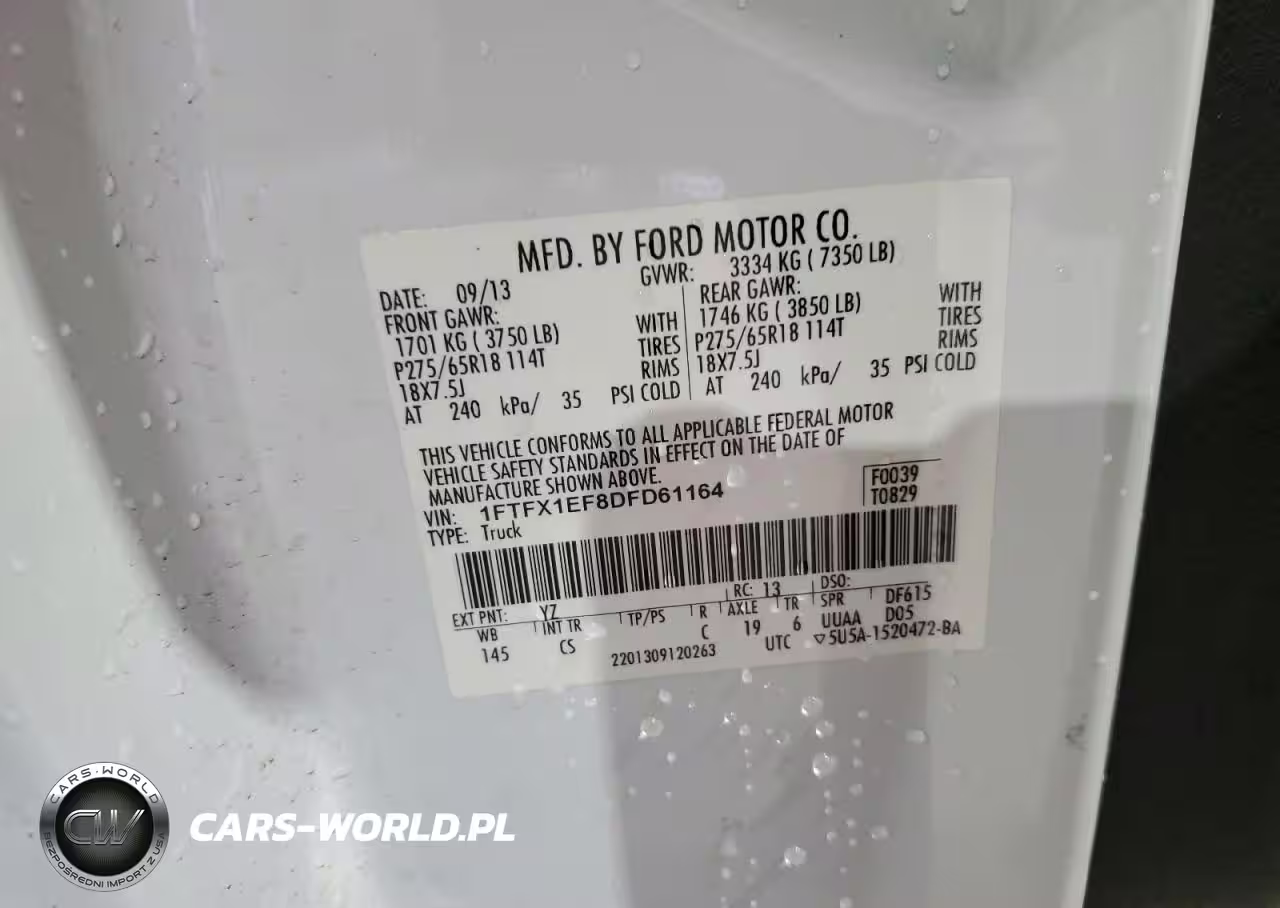 MFD. BY FORD MOTOR CO.
DATE: 09/13
GVWR: 3334 KG ( 7350 LB)
FRONT GAWR:
1701 KG ( 3750 LB) WITH
P275/65R18 114T TIRES
18X7.5J RIMS
AT 240 kPa/ 35 PSI COLD
REAR GAWR:
1746 KG ( 3850 LB) WITH
P275/65R18 114T TIRES
18X7.5J RIMS
AT 240 kPa/ 35 PSI COLD
THIS VEHICLE CONFORMS TO ALL APPLICABLE FEDERAL MOTOR
VEHICLE SAFETY STANDARDS IN EFFECT ON THE DATE OF
MANUFACTURE SHOWN ABOVE.
VIN: 1FTFX1EF8DFD61164
TYPE: Truck
F0039
T0829
EXT PNT: YZ RC: 13 DSO:
WB INT TR TP/PS R AXLE TR SPR DF615
145 CS C 19 6 UUAA D05
2201309120263 UTC ▽5U5A-1520472-BA
CARS-WORLD
CW
BEZPOŚREDNI IMPORT Z USA
CARS-WORLD.PL